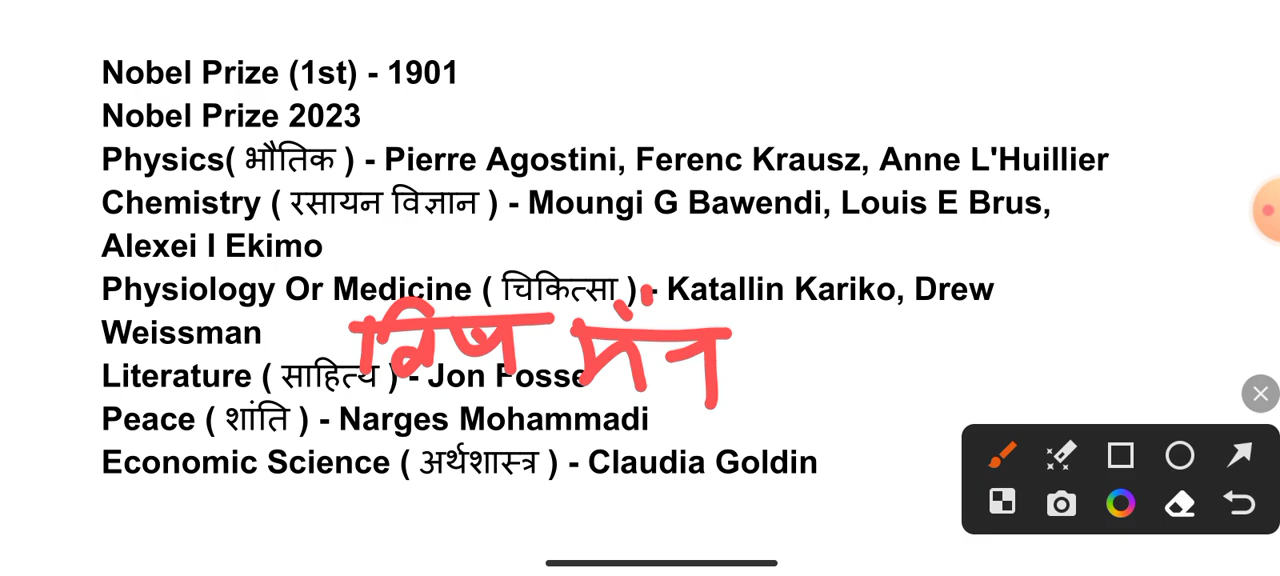 Nobel Prize (1st) - 1901
Nobel Prize 2023
Physics( भौतिक ) - Pierre Agostini, Ferenc Krausz, Anne L'Huillier
Chemistry ( रसायन विज्ञान ) - Moungi G Bawendi, Louis E Brus,
Alexei I Ekimo
Physiology Or Medicine ( चिकित्सा ) - Katallin Kariko, Drew
Weissman
Literature ( साहित्य ) - Jon Fosse
Peace ( शांति ) - Narges Mohammadi
Economic Science ( अर्थशास्त्र ) - Claudia Goldin